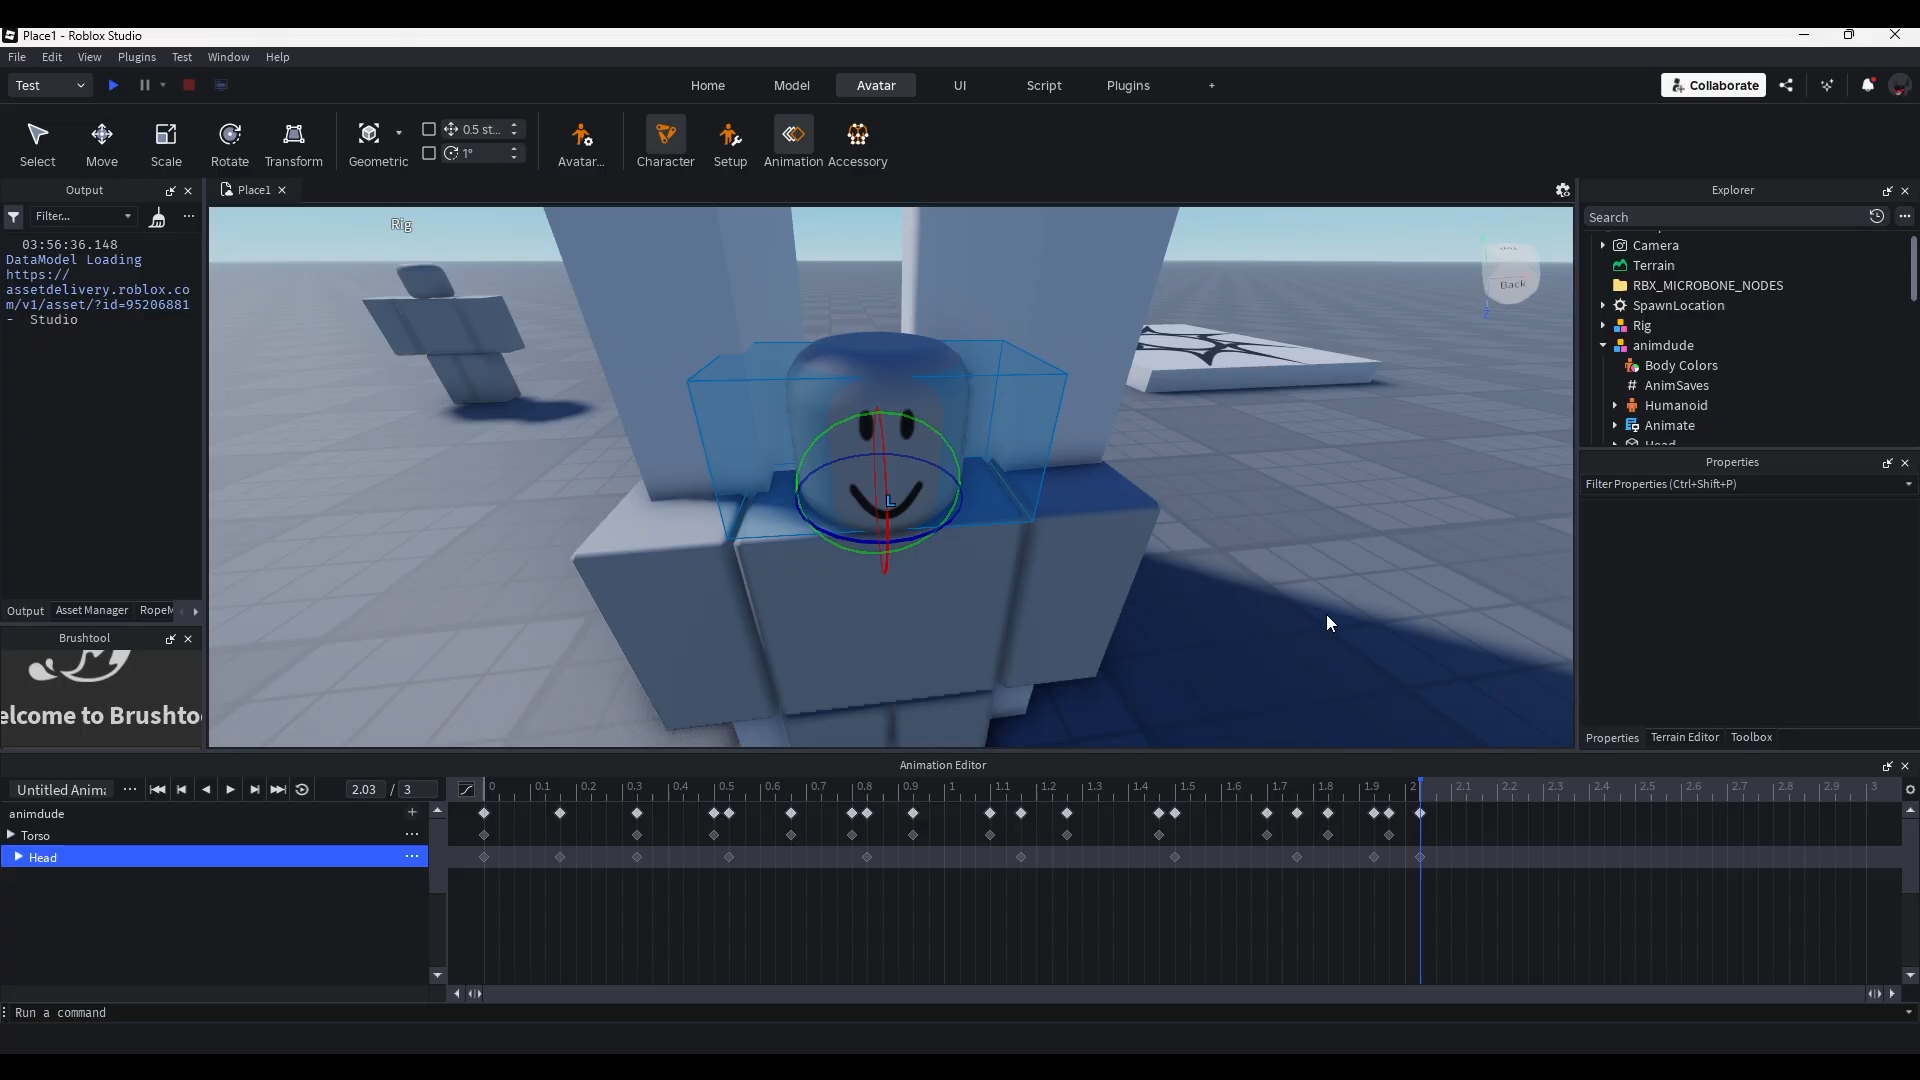 Place1 - Roblox Studio
File Edit View Plugins Test Window Help
Test
Home Model Avatar UI Script Plugins +
Collaborate
Select Move Scale Rotate Transform Geometric
0.5 st...
1°
Avatar... Character Setup Animation Accessory
Output
Filter...
03:56:36.148
DataModel Loading
https://
assetdelivery.roblox.co
m/v1/asset/?id=95206881
- Studio
Output Asset Manager RopeM
Brushtool
elcome to Brushto
Place1
Rig
Back
Z
L
Explorer
Search
Camera
Terrain
RBX_MICROBONE_NODES
SpawnLocation
Rig
animdude
Body Colors
AnimSaves
Humanoid
Animate
Head
Properties
Filter Properties (Ctrl+Shift+P)
Properties Terrain Editor Toolbox
Animation Editor
Untitled Anima
2.03 / 3
0 0.1 0.2 0.3 0.4 0.5 0.6 0.7 0.8 0.9 1 1.1 1.2 1.3 1.4 1.5 1.6 1.7 1.8 1.9 2 2.1 2.2 2.3 2.4 2.5 2.6 2.7 2.8 2.9 3
animdude
Torso
Head
Run a command